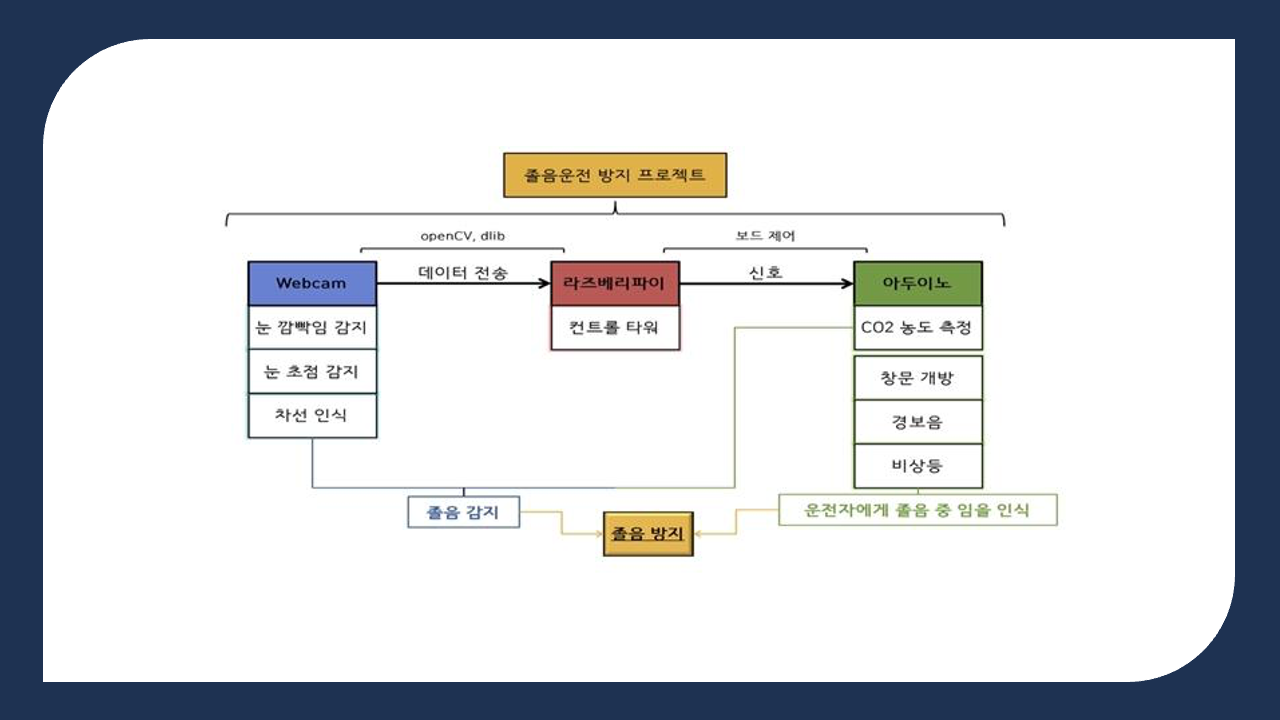 졸음운전 방지 프로젝트
openCV, dlib
보드 제어
Webcam
데이터 전송
라즈베리파이
신호
아두이노
눈 깜빡임 감지
컨트롤 타워
CO2 농도 측정
눈 초점 감지
창문 개방
차선 인식
경보음
비상등
졸음 감지
졸음 방지
운전자에게 졸음 중 임을 인식